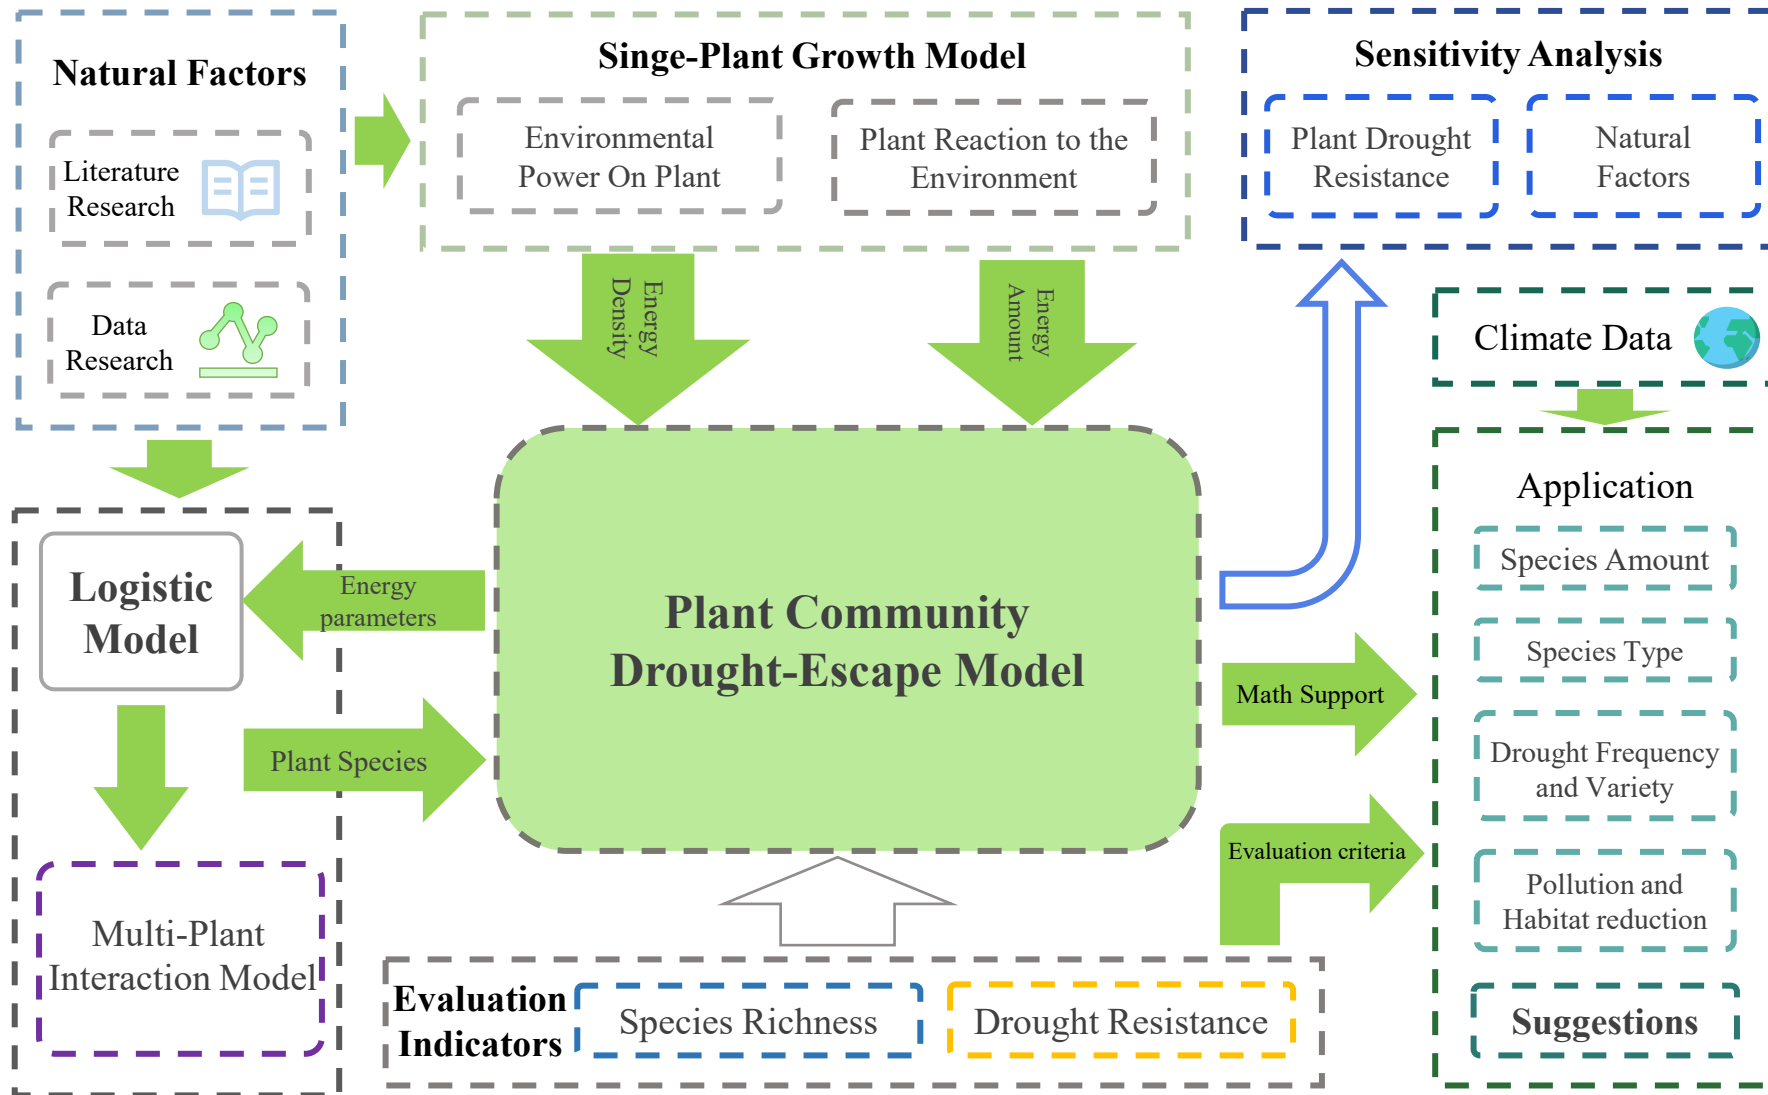 Natural Factors
Literature
Research
Data
Research
Singe-Plant Growth Model
Environmental
Power On Plant
Plant Reaction to the
Environment
Sensitivity Analysis
Plant Drought
Resistance
Natural
Factors
Energy
Density
Energy
Amount
Climate Data
Logistic
Model
Energy
parameters
Plant Species
Multi-Plant
Interaction Model
Plant Community
Drought-Escape Model
Math Support
Evaluation criteria
Evaluation
Indicators
Species Richness
Drought Resistance
Application
Species Amount
Species Type
Drought Frequency
and Variety
Pollution and
Habitat reduction
Suggestions